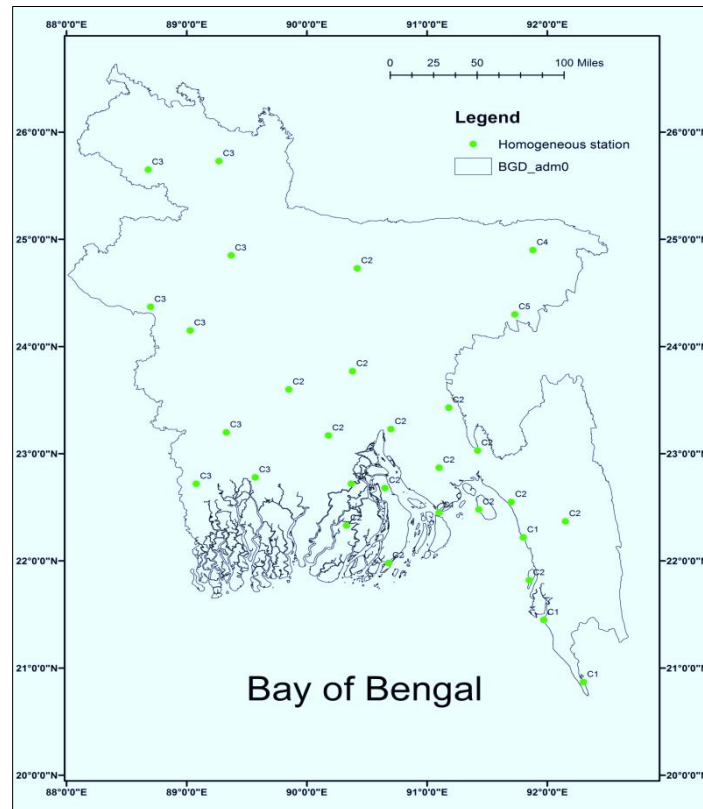 88°0'0"E 89°0'0"E 90°0'0"E 91°0'0"E 92°0'0"E
0 25 50 100 Miles
Legend
Homogeneous station
BGD_adm0
26°0'0"N 26°0'0"N
C3
C3
25°0'0"N 25°0'0"N
C4
C3
C2
C3
C5
C3
24°0'0"N 24°0'0"N
C2
C2
C2
C3 C2 C2
23°0'0"N 23°0'0"N
C2
C2
C3 C3
C2
C2
C2
C2
C1
22°0'0"N 22°0'0"N
C2
C2
C1
21°0'0"N 21°0'0"N
C1
Bay of Bengal
20°0'0"N 20°0'0"N
88°0'0"E 89°0'0"E 90°0'0"E 91°0'0"E 92°0'0"E